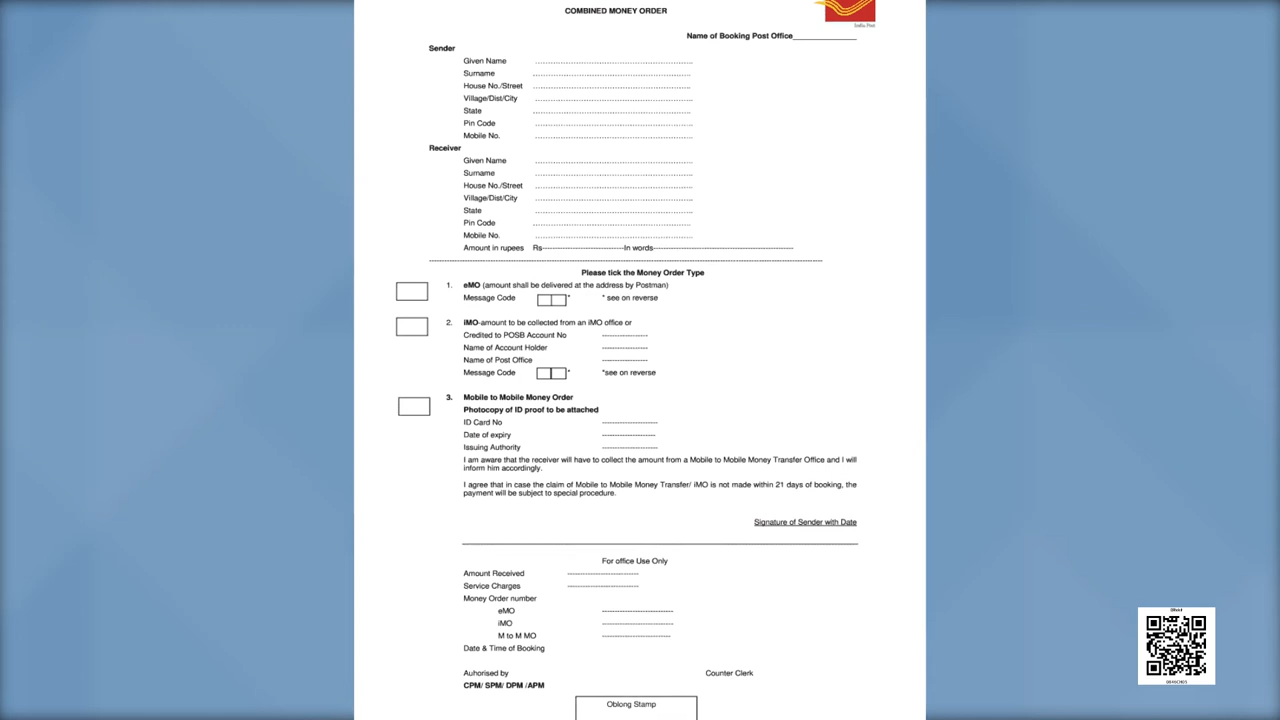 COMBINED MONEY ORDER
India Post
Name of Booking Post Office_____________
Sender
Given Name ......................................................
Surname ......................................................
House No./Street ......................................................
Village/Dist/City ......................................................
State ......................................................
Pin Code ......................................................
Mobile No. ......................................................
Receiver
Given Name ......................................................
Surname ......................................................
House No./Street ......................................................
Village/Dist/City ......................................................
State ......................................................
Pin Code ......................................................
Mobile No. ......................................................
Amount in rupees Rs-----------------------------In words--------------------------------------------------
Please tick the Money Order Type
1. eMO (amount shall be delivered at the address by Postman)
Message Code * * see on reverse
2. iMO-amount to be collected from an iMO office or
Credited to POSB Account No -----------------
Name of Account Holder -----------------
Name of Post Office -----------------
Message Code * *see on reverse
3. Mobile to Mobile Money Order
Photocopy of ID proof to be attached
ID Card No --------------------
Date of expiry --------------------
Issuing Authority --------------------
I am aware that the receiver will have to collect the amount from a Mobile to Mobile Money Transfer Office and I will
inform him accordingly.
I agree that in case the claim of Mobile to Mobile Money Transfer/ iMO is not made within 21 days of booking, the
payment will be subject to special procedure.
Signature of Sender with Date
For office Use Only
Amount Received -------------------------
Service Charges -------------------------
Money Order number
eMO -------------------------
iMO -------------------------
M to M MO -------------------------
Date & Time of Booking
Auhorised by Counter Clerk
CPM/ SPM/ DPM /APM
Oblong Stamp